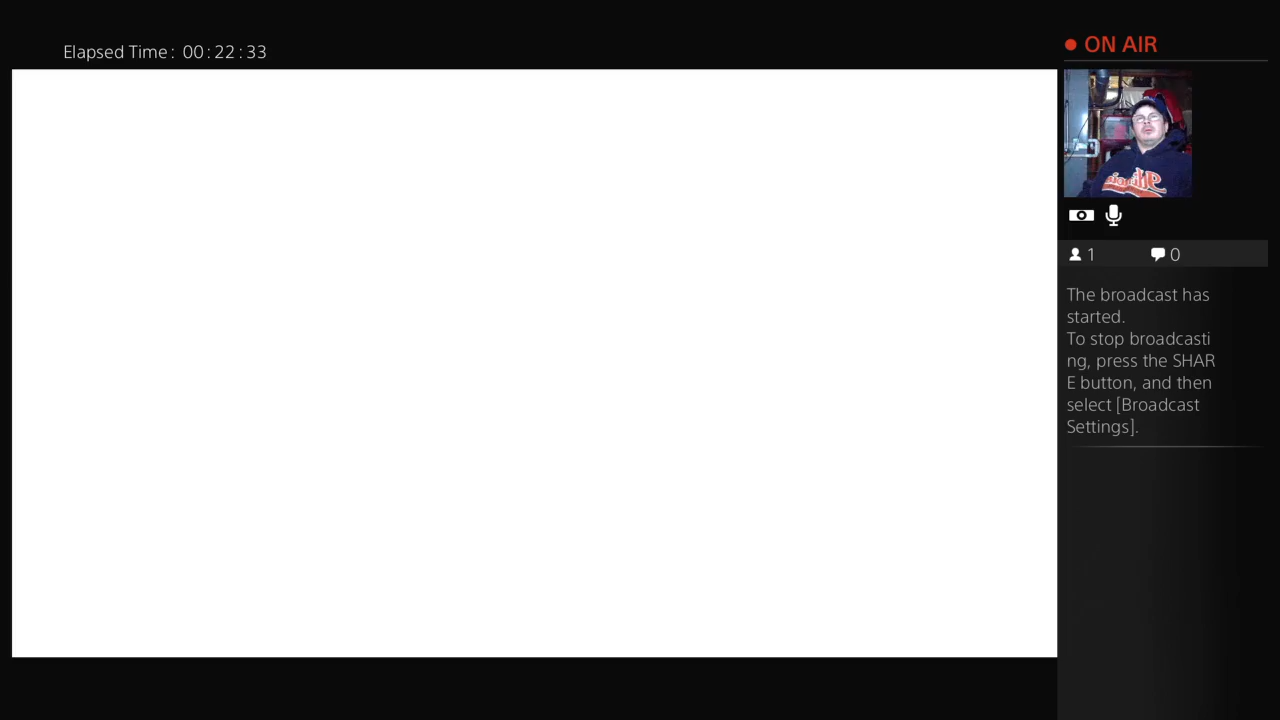 Elapsed Time: 00:22:33
ON AIR
1 0
The broadcast has
started.
To stop broadcasti
ng, press the SHAR
E button, and then
select [Broadcast
Settings].